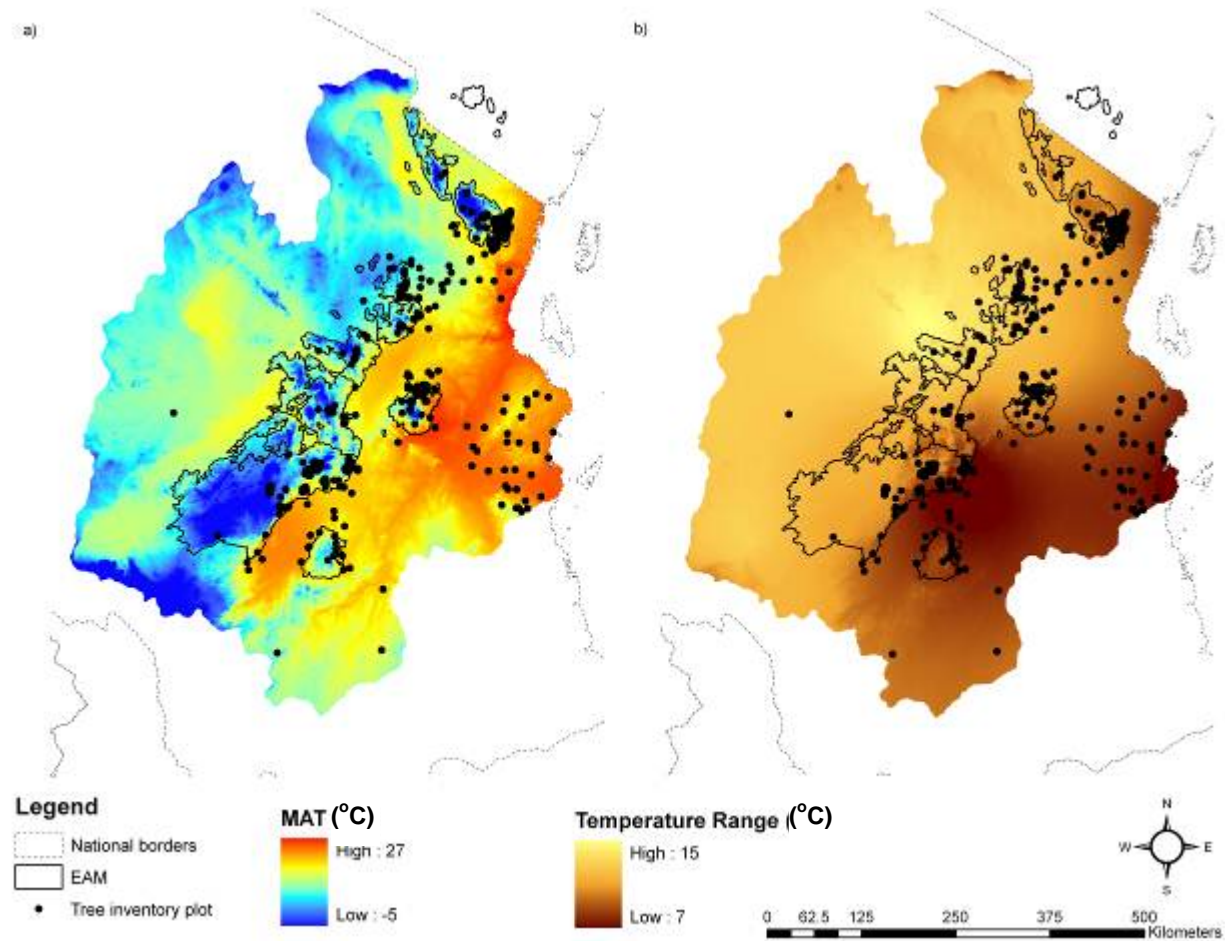 a)
b)
Legend
National borders
EAM
Tree inventory plot
MAT (°C)
High : 27
Low : -5
Temperature Range (°C)
High : 15
Low : 7
N
W E
S
0 62.5 125 250 375 500
Kilometers